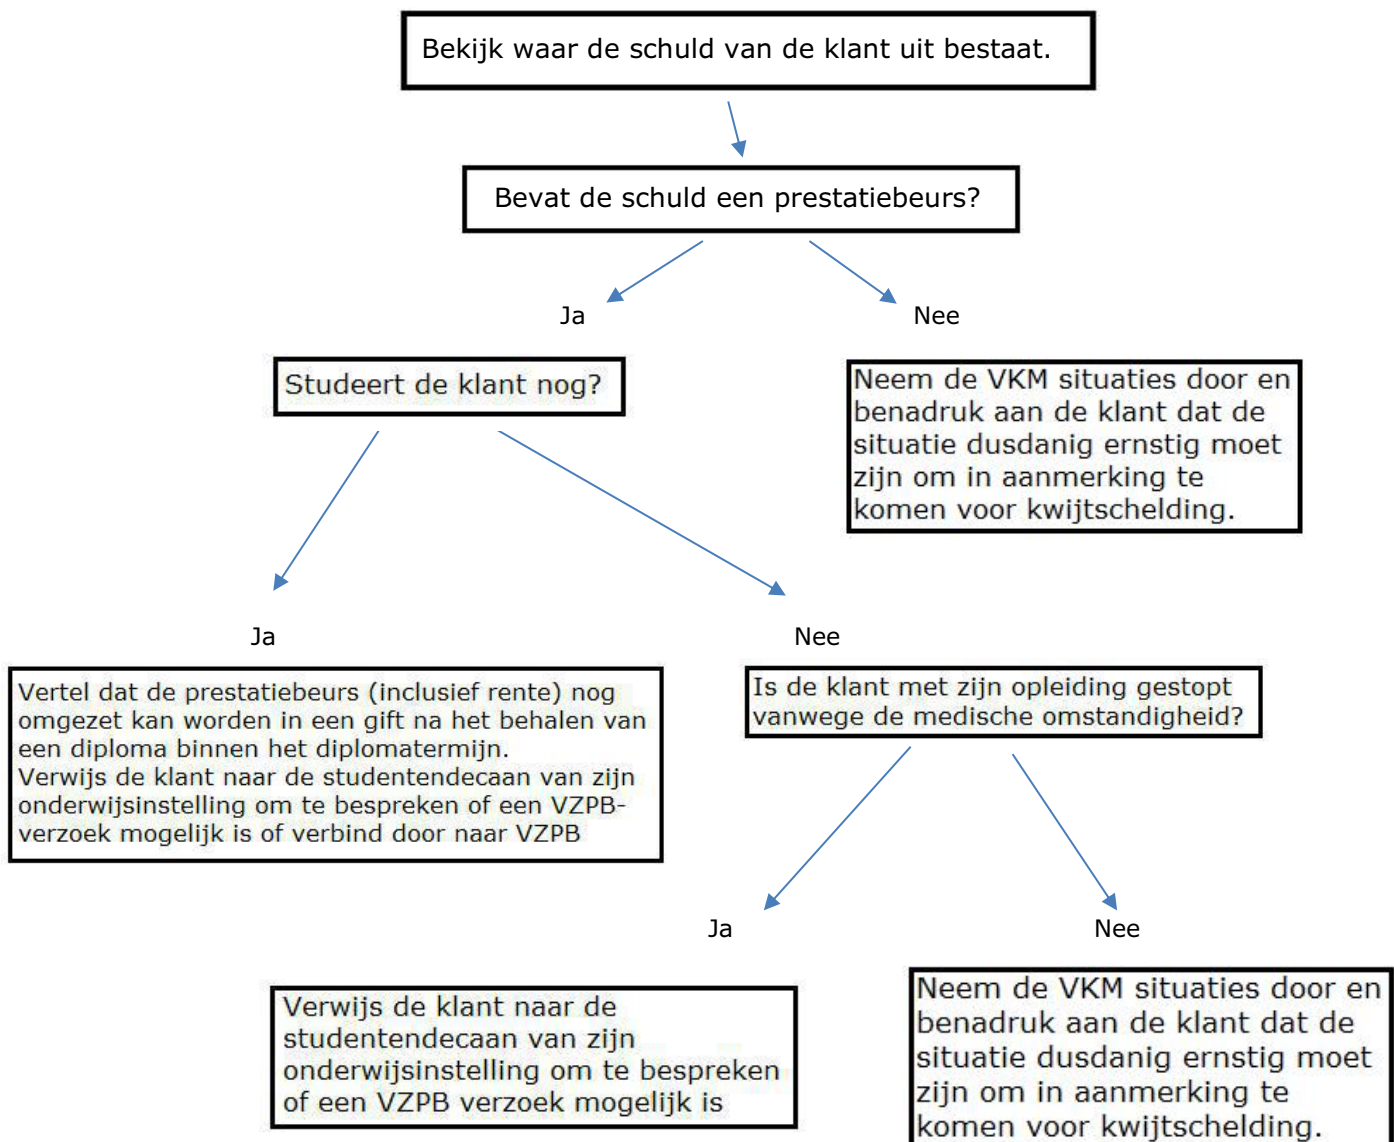 Bekijk waar de schuld van de klant uit bestaat.
Bevat de schuld een prestatiebeurs?
Ja
Nee
Studeert de klant nog?
Neem de VKM situaties door en
benadruk aan de klant dat de
situatie dusdanig ernstig moet
zijn om in aanmerking te
komen voor kwijtschelding.
Ja
Nee
Vertel dat de prestatiebeurs (inclusief rente) nog
omgezet kan worden in een gift na het behalen van
een diploma binnen het diplomatermijn.
Verwijs de klant naar de studentendecaan van zijn
onderwijsinstelling om te bespreken of een VZPB-
verzoek mogelijk is of verbind door naar VZPB
Is de klant met zijn opleiding gestopt
vanwege de medische omstandigheid?
Ja
Nee
Verwijs de klant naar de
studentendecaan van zijn
onderwijsinstelling om te bespreken
of een VZPB verzoek mogelijk is
Neem de VKM situaties door en
benadruk aan de klant dat de
situatie dusdanig ernstig moet
zijn om in aanmerking te
komen voor kwijtschelding.